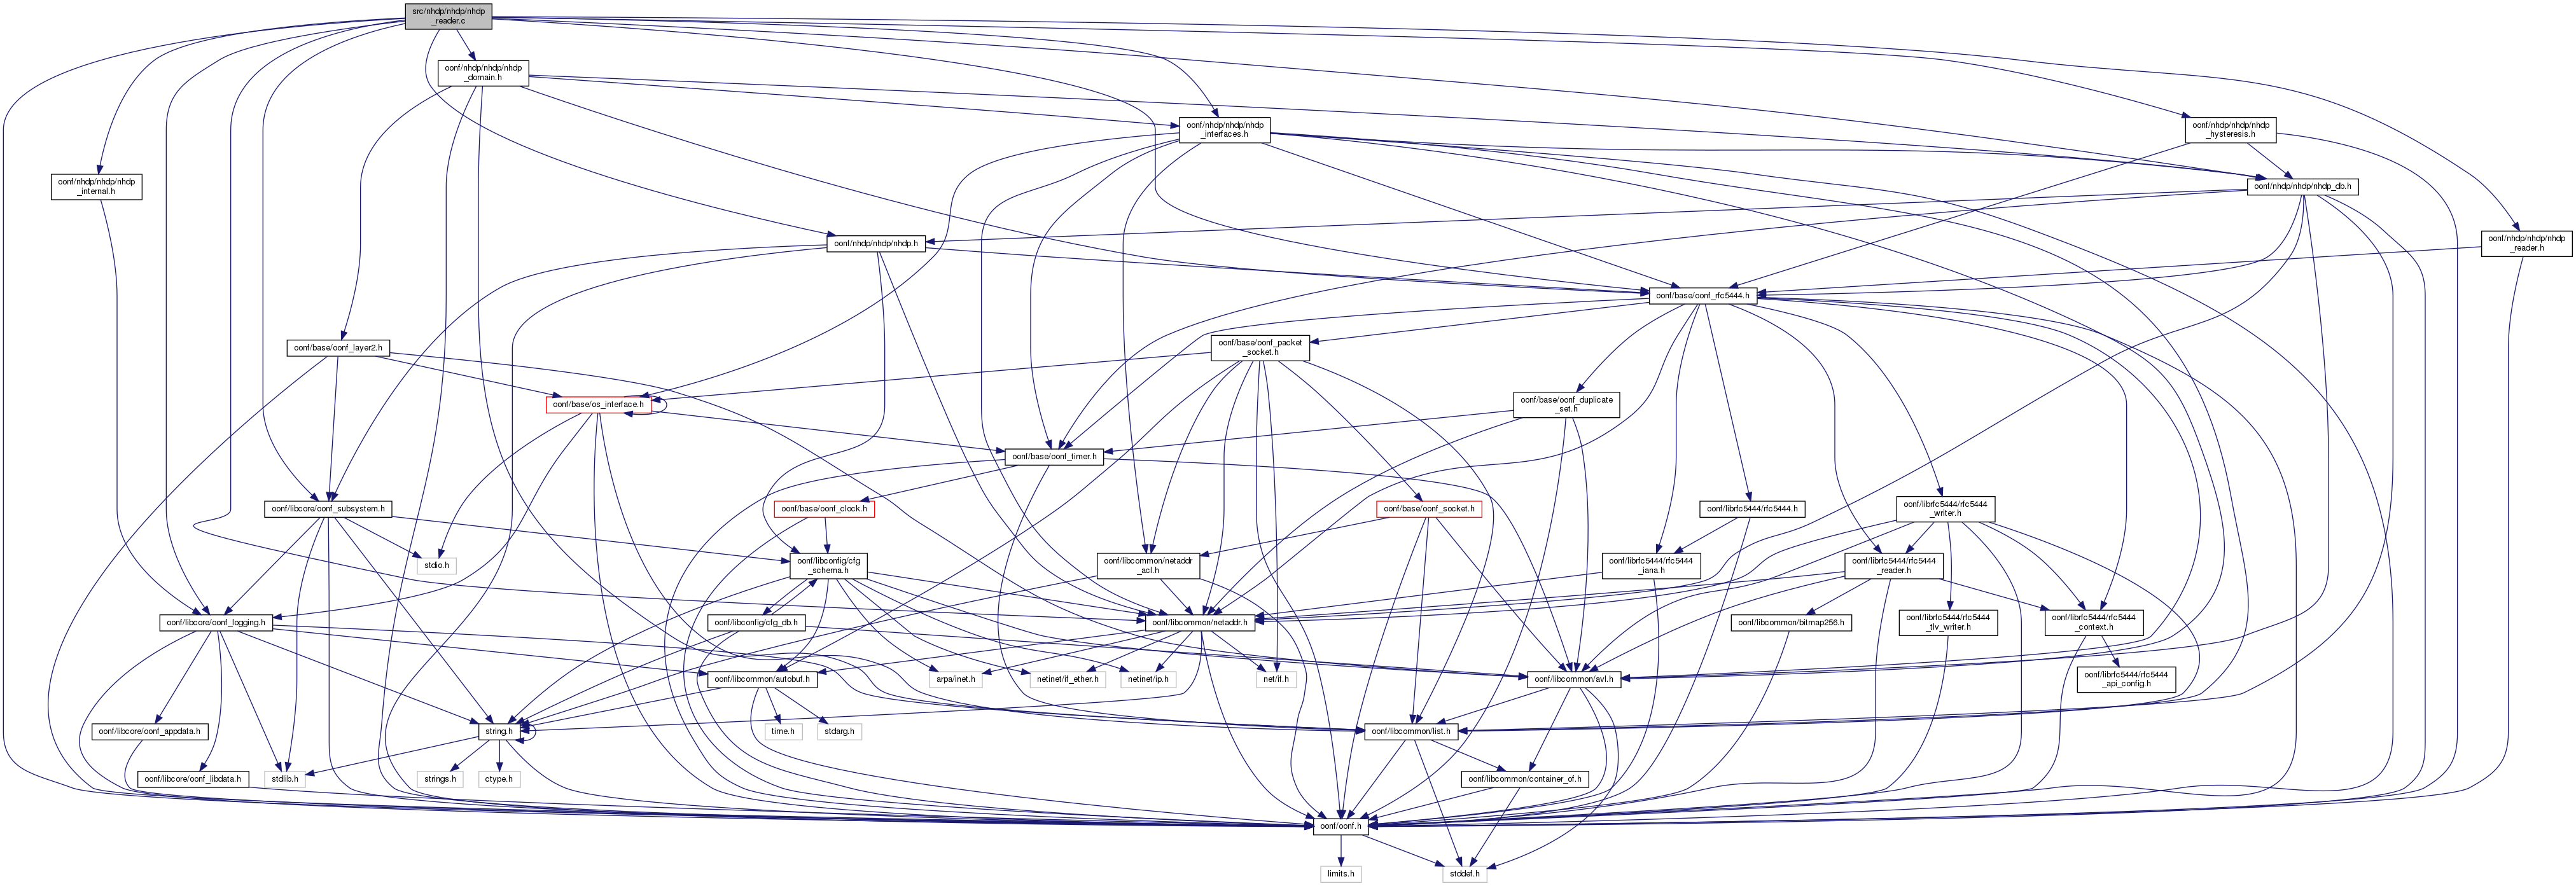 src/nhdp/nhdp/nhdp
_reader.c
oonf/nhdp/nhdp/nhdp
_domain.h
oonf/nhdp/nhdp/nhdp
_interfaces.h
oonf/nhdp/nhdp/nhdp
_hysteresis.h
oonf/nhdp/nhdp/nhdp
_internal.h
oonf/nhdp/nhdp/nhdp_db.h
oonf/nhdp/nhdp/nhdp.h
oonf/nhdp/nhdp/nhdp
_reader.h
oonf/base/oonf_rfc5444.h
oonf/base/oonf_layer2.h
oonf/base/oonf_packet
_socket.h
oonf/base/os_interface.h
oonf/base/oonf_duplicate
_set.h
oonf/base/oonf_timer.h
oonf/libcore/oonf_subsystem.h
oonf/base/oonf_clock.h
oonf/base/oonf_socket.h
oonf/librfc5444/rfc5444.h
oonf/librfc5444/rfc5444
_writer.h
stdio.h
oonf/libconfig/cfg
_schema.h
oonf/libcommon/netaddr
_acl.h
oonf/librfc5444/rfc5444
_iana.h
oonf/librfc5444/rfc5444
_reader.h
oonf/libcore/oonf_logging.h
oonf/libconfig/cfg_db.h
oonf/libcommon/netaddr.h
oonf/libcommon/bitmap256.h
oonf/librfc5444/rfc5444
_tlv_writer.h
oonf/librfc5444/rfc5444
_context.h
oonf/libcommon/autobuf.h
arpa/inet.h
netinet/if_ether.h
netinet/ip.h
net/if.h
oonf/libcommon/avl.h
oonf/librfc5444/rfc5444
_api_config.h
oonf/libcore/oonf_appdata.h
string.h
time.h
stdarg.h
oonf/libcommon/list.h
oonf/libcore/oonf_libdata.h
stdlib.h
strings.h
ctype.h
oonf/libcommon/container_of.h
oonf/oonf.h
limits.h
stddef.h